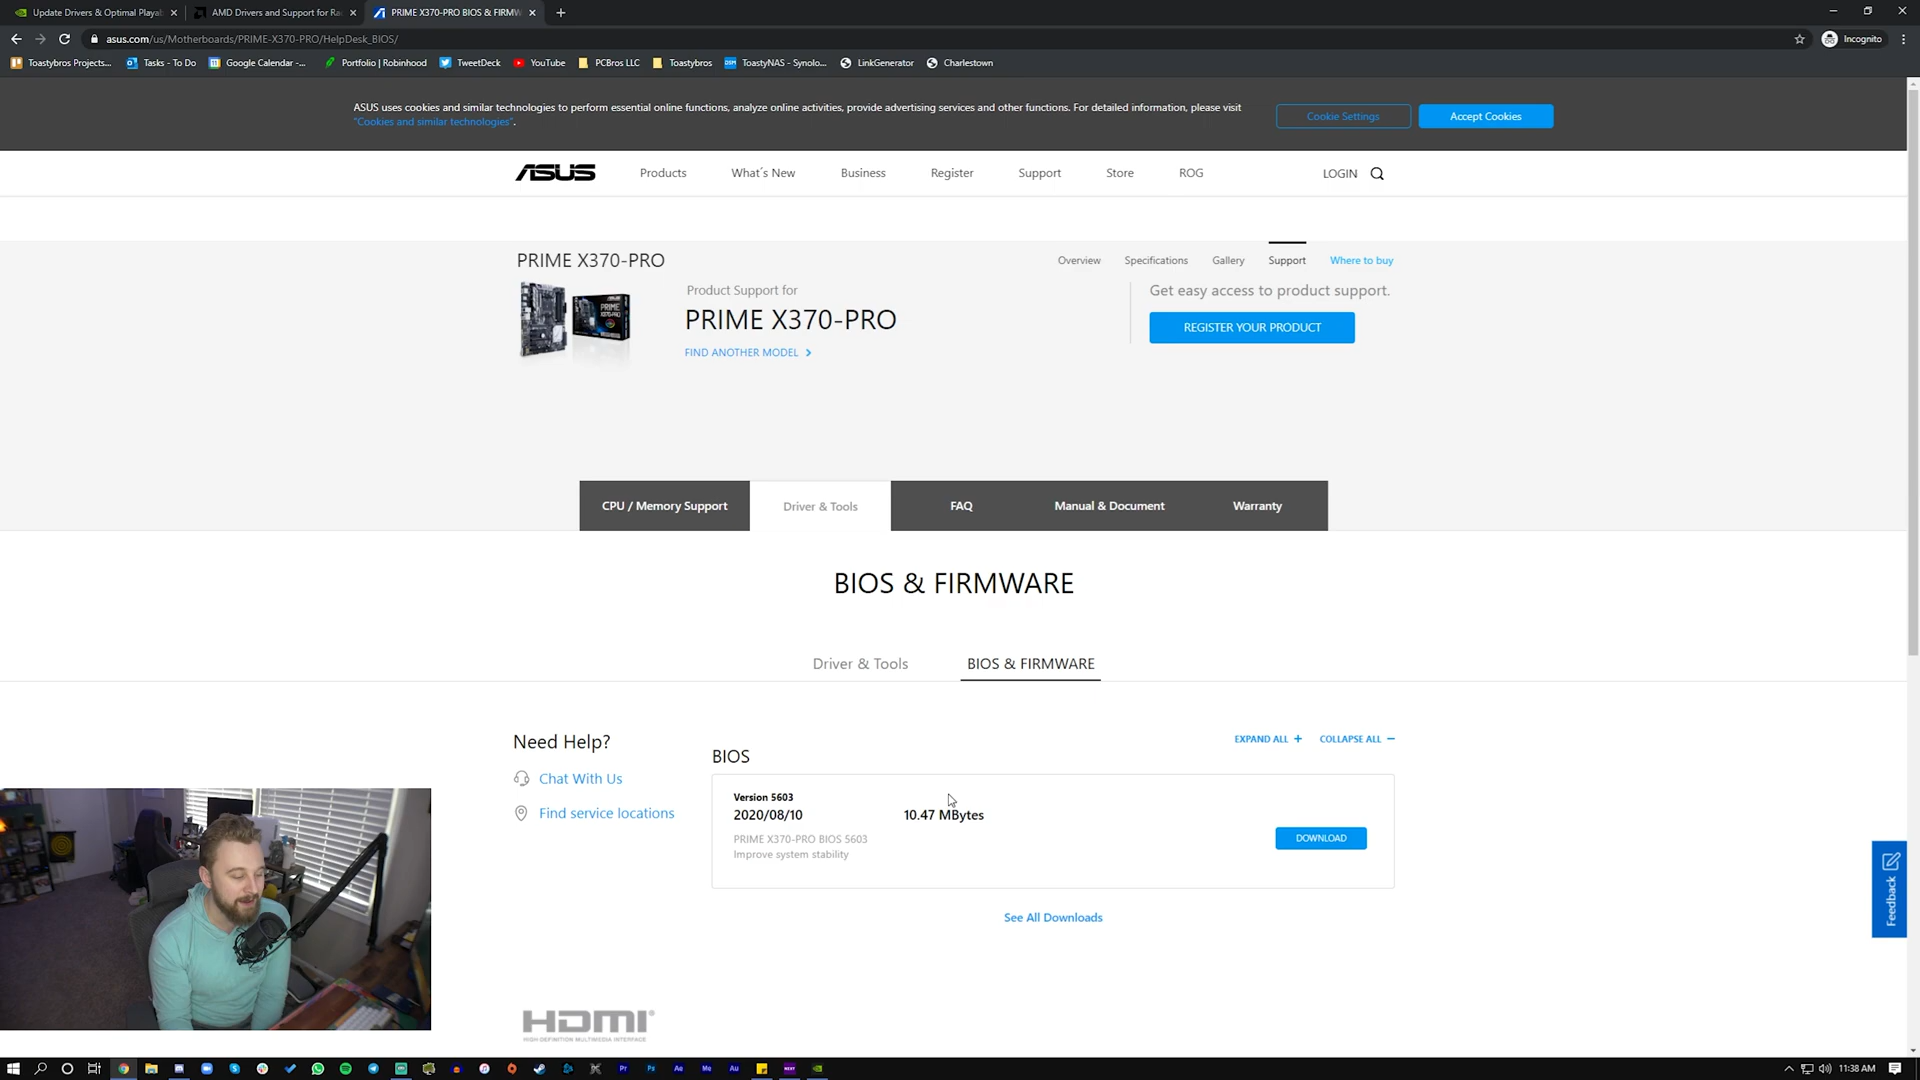 Update Drivers & Optimal Playa
AMD Drivers and Support for Ra
PRIME X370-PRO BIOS & FIRMW
asus.com/us/Motherboards/PRIME-X370-PRO/HelpDesk_BIOS/
Incognito
Toastybros Projects...
Tasks - To Do
Google Calendar -...
Portfolio | Robinhood
TweetDeck
YouTube
PCBros LLC
Toastybros
ToastyNAS - Synolo...
LinkGenerator
Charlestown
ASUS uses cookies and similar technologies to perform essential online functions, analyze online activities, provide advertising services and other functions. For detailed information, please visit
"Cookies and similar technologies".
Cookie Settings
Accept Cookies
ASUS
Products
What´s New
Business
Register
Support
Store
ROG
LOGIN
PRIME X370-PRO
Overview
Specifications
Gallery
Support
Where to buy
Product Support for
PRIME X370-PRO
FIND ANOTHER MODEL
Get easy access to product support.
REGISTER YOUR PRODUCT
CPU / Memory Support
Driver & Tools
FAQ
Manual & Document
Warranty
BIOS & FIRMWARE
Driver & Tools
BIOS & FIRMWARE
Need Help?
Chat With Us
Find service locations
EXPAND ALL +
COLLAPSE ALL −
BIOS
Version 5603
2020/08/10
10.47 MBytes
PRIME X370-PRO BIOS 5603
Improve system stability
DOWNLOAD
See All Downloads
Feedback
HDMI
HIGH-DEFINITION MULTIMEDIA INTERFACE
11:38 AM